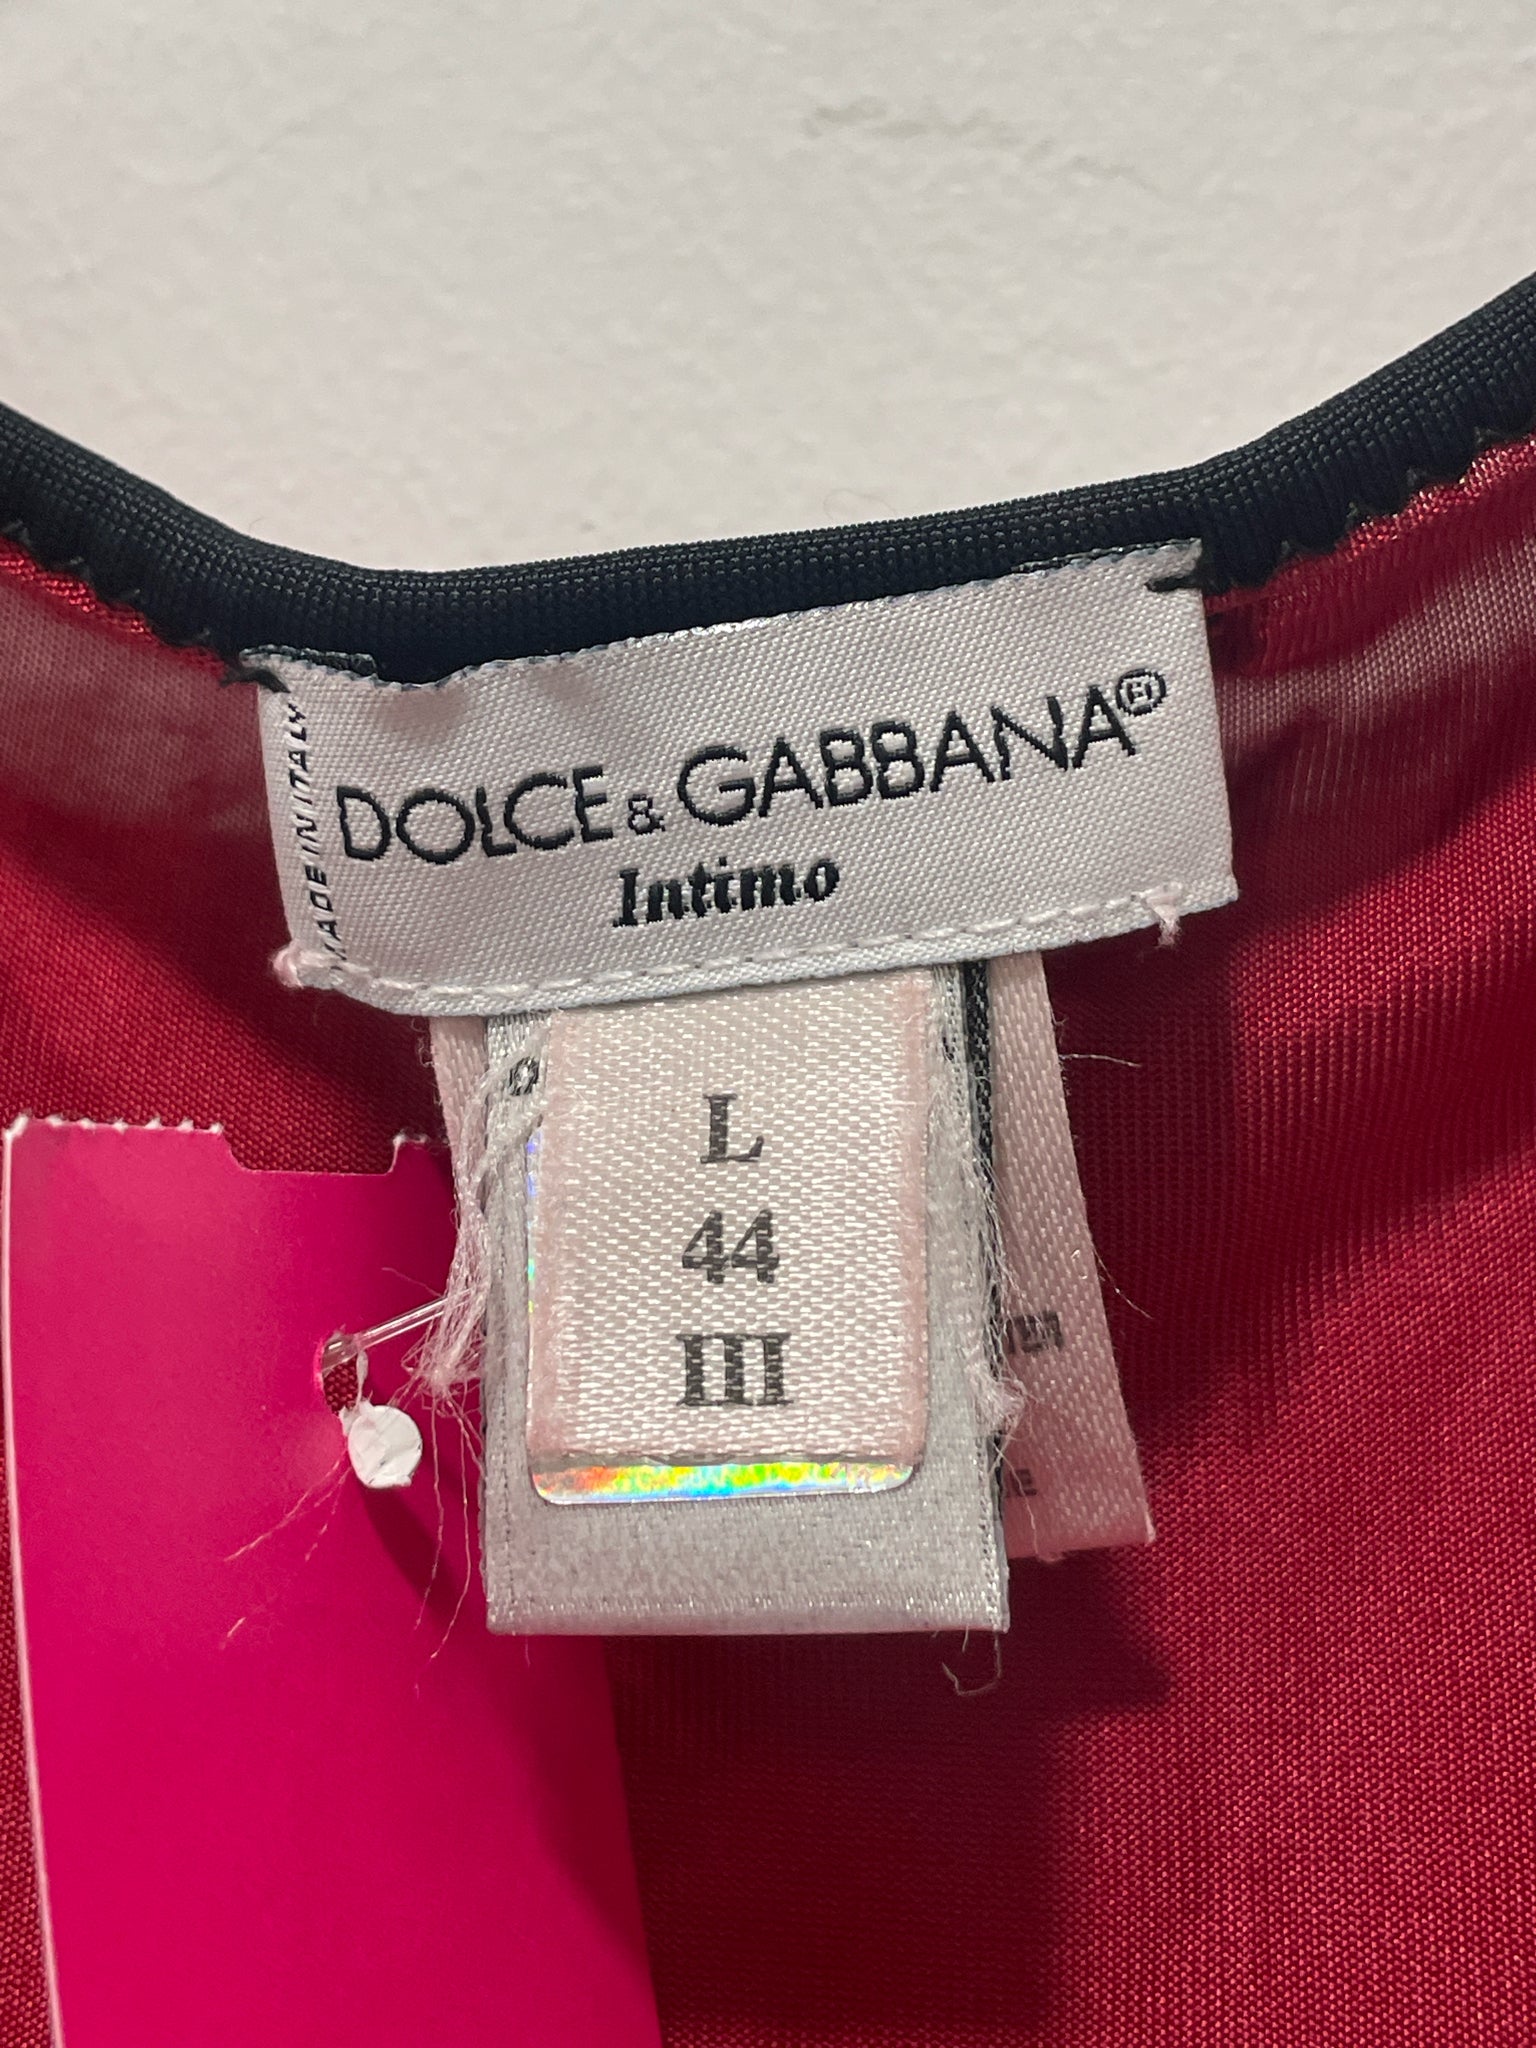 MADE IN ITALY
DOLCE & GABBANA®
Intimo
L
44
III